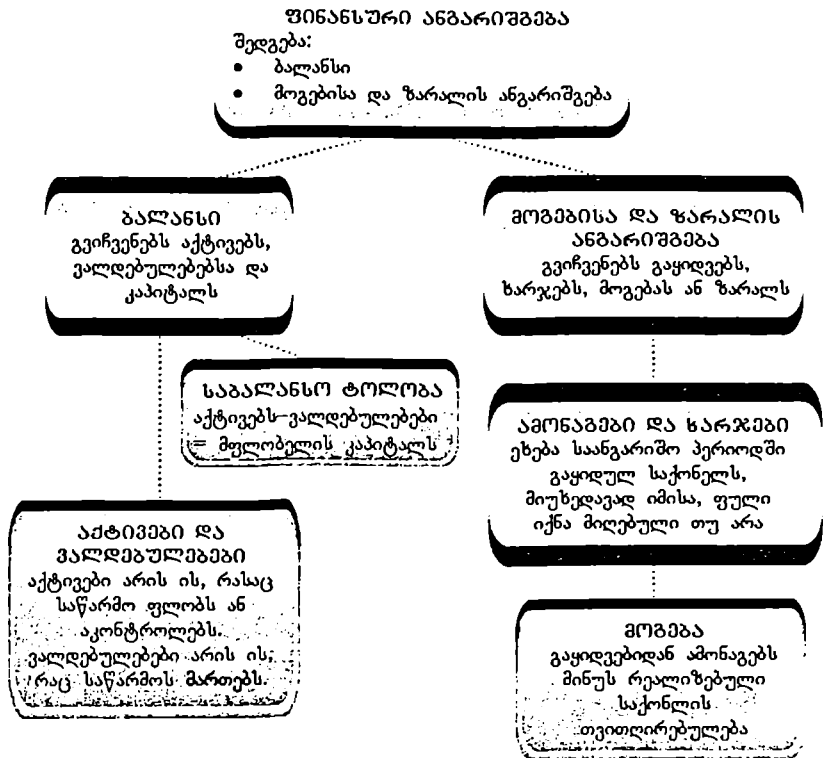 ᲤᲘᲜᲐᲜᲡᲣᲠᲘ ᲐᲜᲒᲐᲠᲘᲨᲒᲔᲑᲐ
შედგება:
• ბალანსი
• მოგებისა და ზარალის ანგარიშგება
ᲑᲐᲚᲐᲜᲡᲘ
გვიჩვენებს აქტივებს,
ვალდებულებებსა და
კაპიტალს
ᲛᲝᲒᲔᲑᲘᲡᲐ ᲓᲐ ᲖᲐᲠᲐᲚᲘᲡ
ᲐᲜᲒᲐᲠᲘᲨᲒᲔᲑᲐ
გვიჩვენებს გაყიდვებს,
ხარჯებს, მოგებას ან ზარალს
ᲡᲐᲑᲐᲚᲐᲜᲡᲝ ᲢᲝᲚᲝᲑᲐ
აქტივებს–ვალდებულებები
= მფლობელის კაპიტალს
ᲐᲛᲝᲜᲐᲒᲔᲑᲘ ᲓᲐ ᲮᲐᲠᲯᲔᲑᲘ
ეხება საანგარიშო პერიოდში
გაყიდულ საქონელს,
მიუხედავად იმისა, ფული
იქნა მიღებული თუ არა
ᲐᲥᲢᲘᲕᲔᲑᲘ ᲓᲐ
ᲕᲐᲚᲓᲔᲑᲣᲚᲔᲑᲔᲑᲘ
აქტივები არის ის, რასაც
საწარმო ფლობს ან
აკონტროლებს.
ვალდებულებები არის ის,
რაც საწარმოს მართებს.
ᲛᲝᲒᲔᲑᲐ
გაყიდვებიდან ამონაგებს
მინუს რეალიზებული
საქონლის
თვითღირებულება